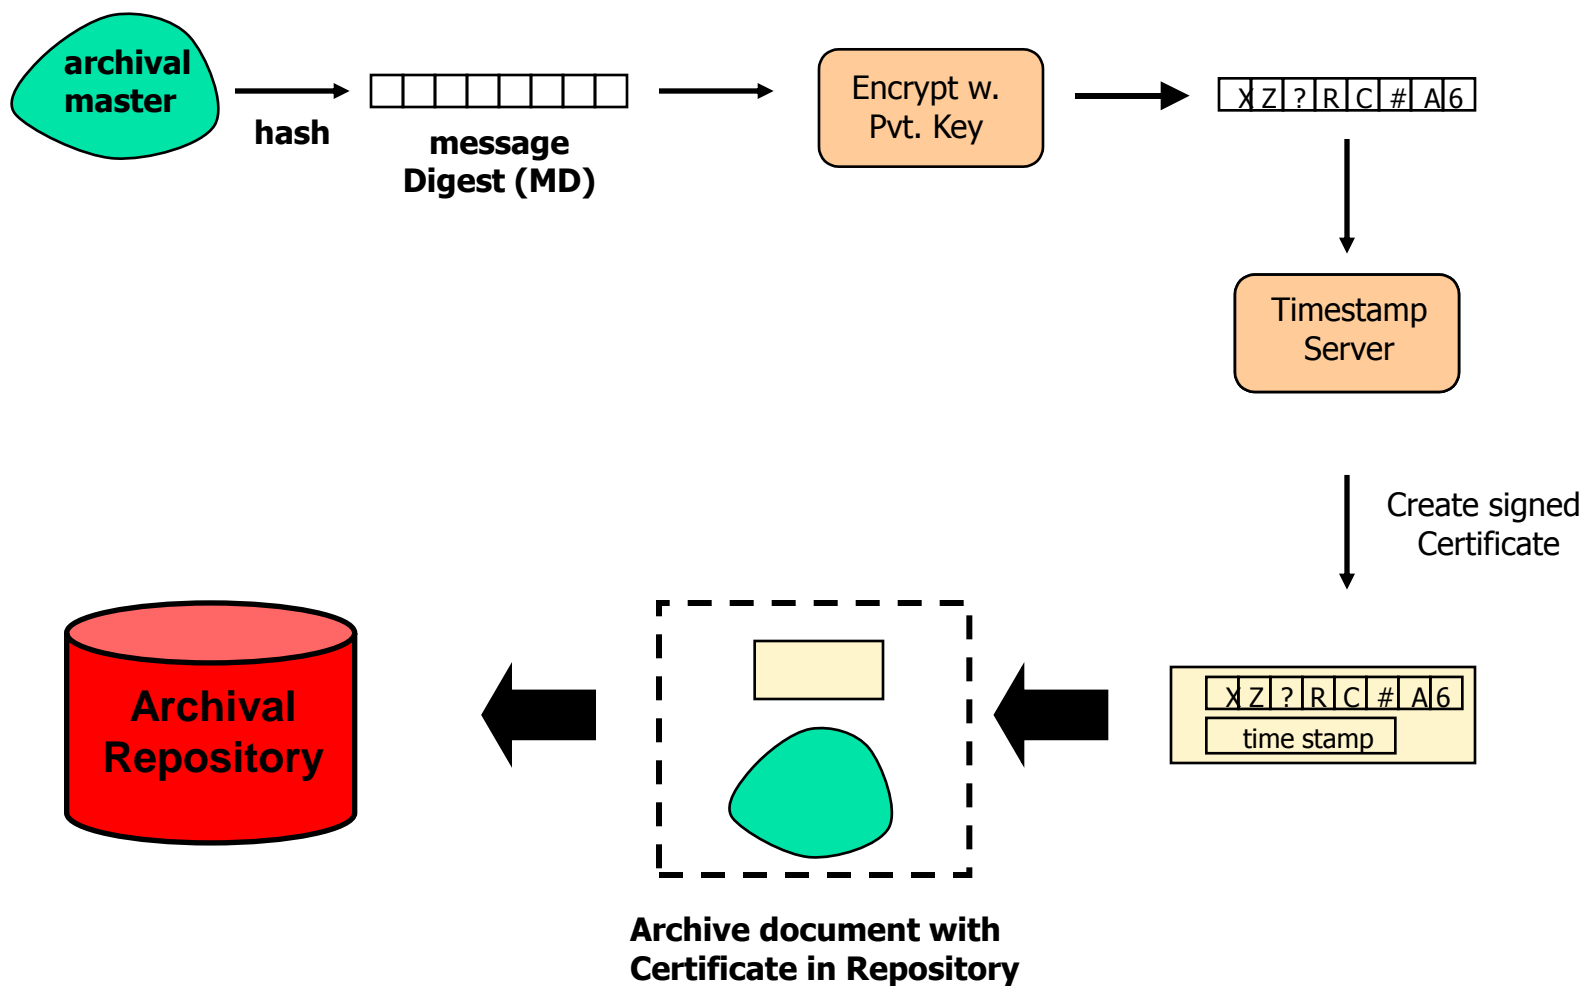 archival
master
hash
message
Digest (MD)
Encrypt w.
Pvt. Key
X Z ? R C # A 6
Timestamp
Server
Create signed
Certificate
X Z ? R C # A 6
time stamp
Archive document with
Certificate in Repository
Archival
Repository